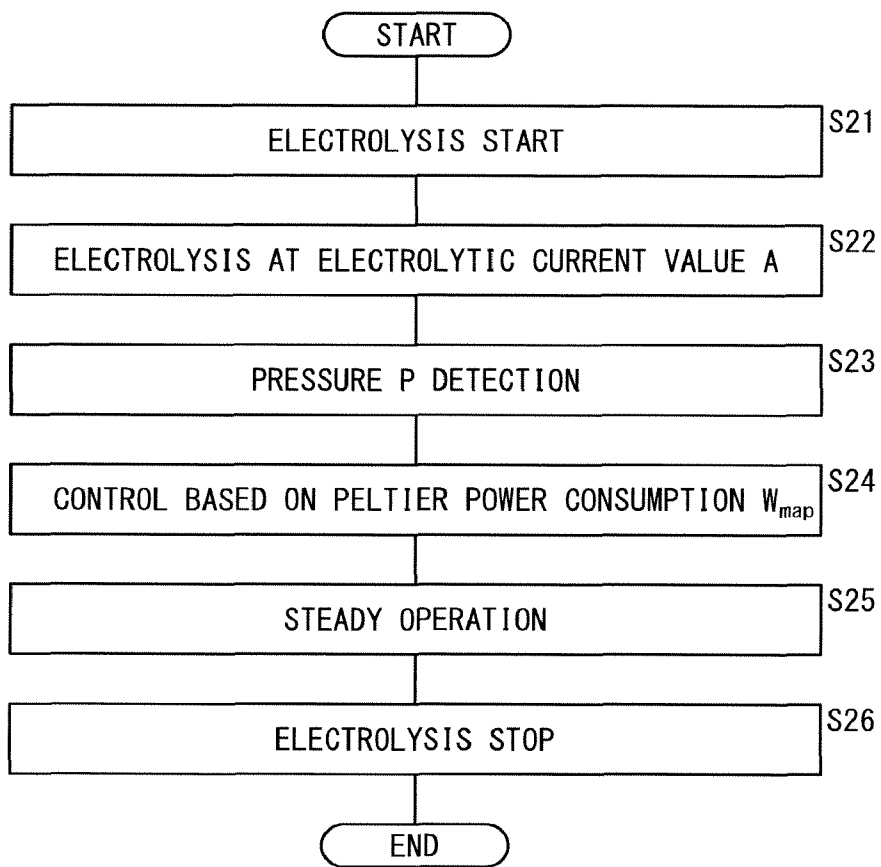 START
S21
ELECTROLYSIS START
S22
ELECTROLYSIS AT ELECTROLYTIC CURRENT VALUE A
S23
PRESSURE P DETECTION
S24
CONTROL BASED ON PELTIER POWER CONSUMPTION Wmap
S25
STEADY OPERATION
S26
ELECTROLYSIS STOP
END